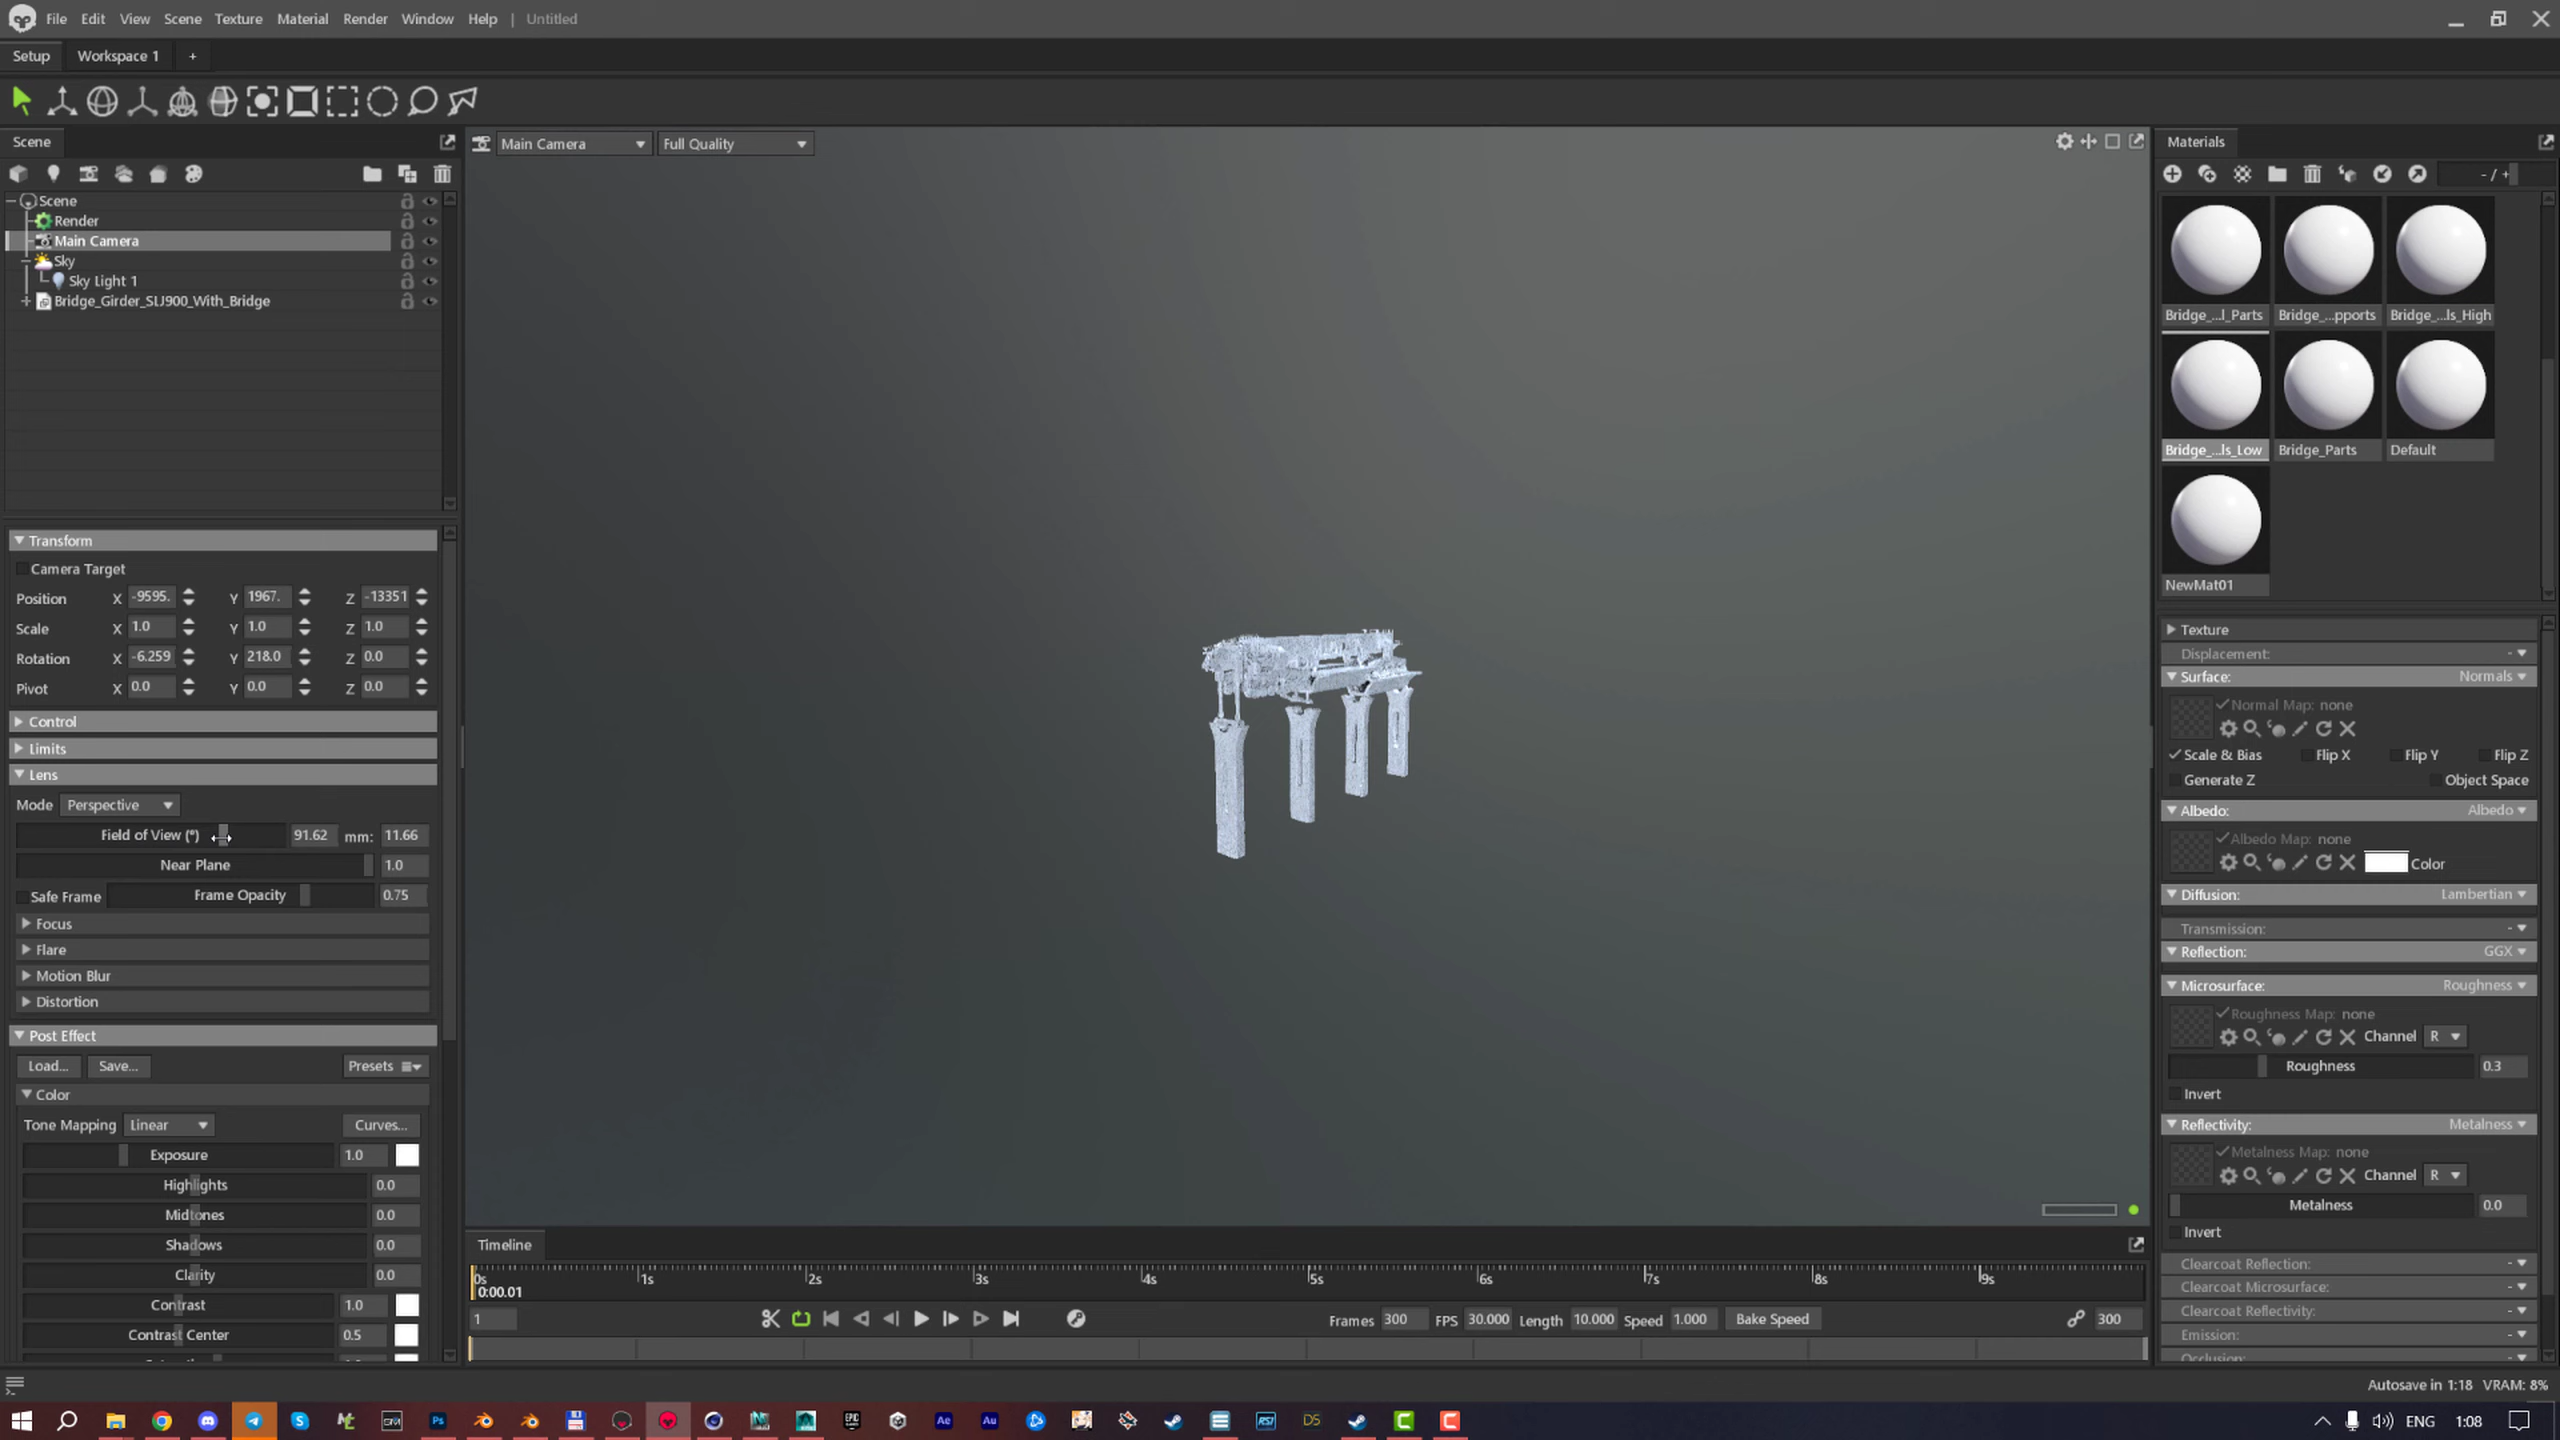 File Edit View Scene Texture Material Render Window Help | Untitled
Setup Workspace 1 +
Scene
Main Camera Full Quality
Materials
- / +
Scene
Render
Main Camera
Sky
Sky Light 1
Bridge_Girder_SLJ900_With_Bridge
Bridge_...l_Parts Bridge_...pports Bridge_...ls_High
Bridge_...ls_Low Bridge_Parts Default
NewMat01
Transform
Camera Target
Position X -9595. Y 1967. Z -13351
Scale X 1.0 Y 1.0 Z 1.0
Rotation X -6.259 Y 218.0 Z 0.0
Pivot X 0.0 Y 0.0 Z 0.0
Control
Limits
Lens
Mode Perspective
Field of View (°) 91.62 mm: 11.66
Near Plane 1.0
Safe Frame Frame Opacity 0.75
Focus
Flare
Motion Blur
Distortion
Post Effect
Load... Save... Presets
Color
Tone Mapping Linear Curves...
Exposure 1.0
Highlights 0.0
Midtones 0.0
Shadows 0.0
Clarity 0.0
Contrast 1.0
Contrast Center 0.5
Texture
Displacement: -
Surface: Normals
Normal Map: none
Scale & Bias Flip X Flip Y Flip Z
Generate Z Object Space
Albedo: Albedo
Albedo Map: none
Color
Diffusion: Lambertian
Transmission: -
Reflection: GGX
Microsurface: Roughness
Roughness Map: none
Channel R
Roughness 0.3
Invert
Reflectivity: Metalness
Metalness Map: none
Channel R
Metalness 0.0
Invert
Clearcoat Reflection: -
Clearcoat Microsurface: -
Clearcoat Reflectivity: -
Emission: -
Occlusion: -
Timeline
0s 1s 2s 3s 4s 5s 6s 7s 8s 9s
0:00.01
1 Frames 300 FPS 30.000 Length 10.000 Speed 1.000 Bake Speed 300
Autosave in 1:18 VRAM: 8%
SM Ps EPIC GAMES Ae Au RSI DS ENG 1:08